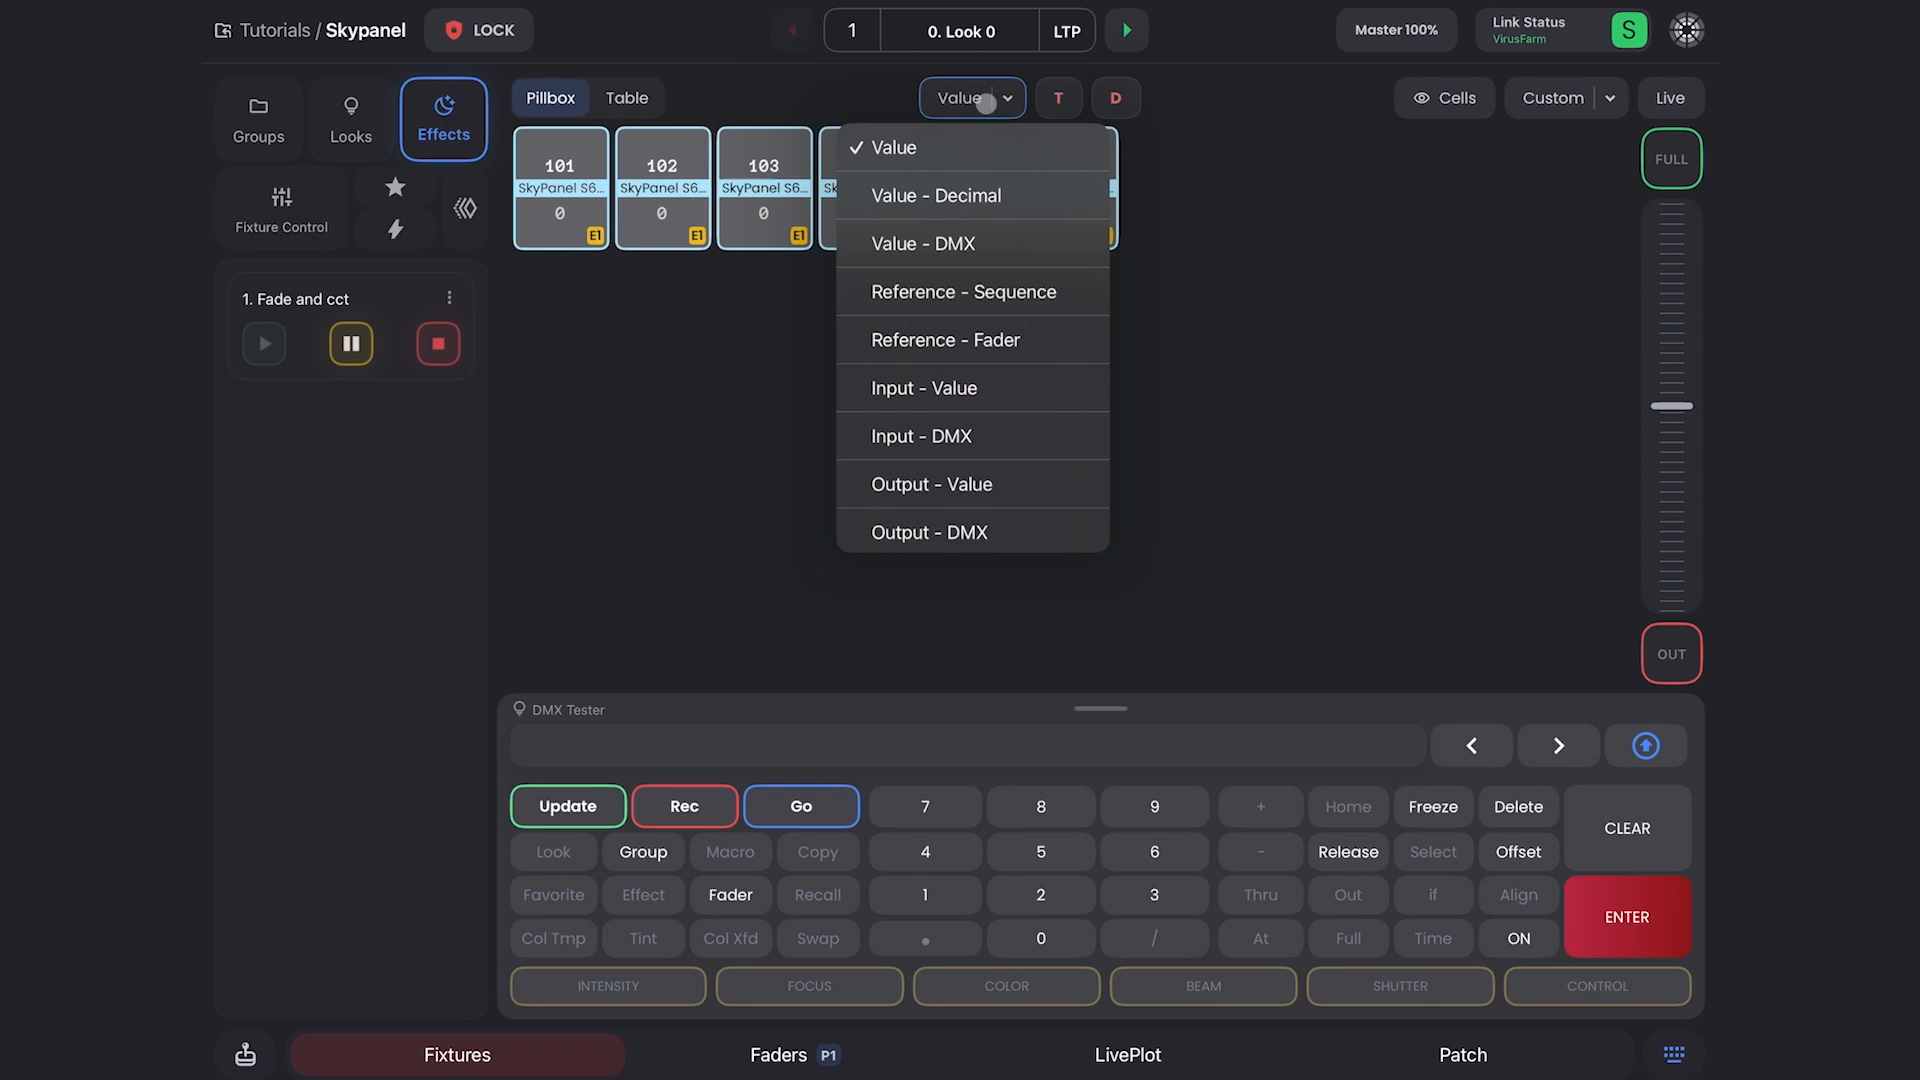 Tutorials / Skypanel
LOCK
1
0. Look 0
LTP
Master 100%
Link Status
VirusFarm
S
Groups
Looks
Effects
Pillbox
Table
Value
T
D
Cells
Custom
Live
Fixture Control
101
102
103
SkyPanel S6...
SkyPanel S6...
SkyPanel S6...
0
0
0
E1
E1
E1
Value
Value - Decimal
Value - DMX
Reference - Sequence
Reference - Fader
Input - Value
Input - DMX
Output - Value
Output - DMX
FULL
OUT
1. Fade and cct
DMX Tester
Update
Rec
Go
7
8
9
+
Home
Freeze
Delete
CLEAR
Look
Group
Macro
Copy
4
5
6
-
Release
Select
Offset
Favorite
Effect
Fader
Recall
1
2
3
Thru
Out
if
Align
ENTER
Col Tmp
Tint
Col Xfd
Swap
.
0
/
At
Full
Time
ON
INTENSITY
FOCUS
COLOR
BEAM
SHUTTER
CONTROL
Fixtures
Faders P1
LivePlot
Patch